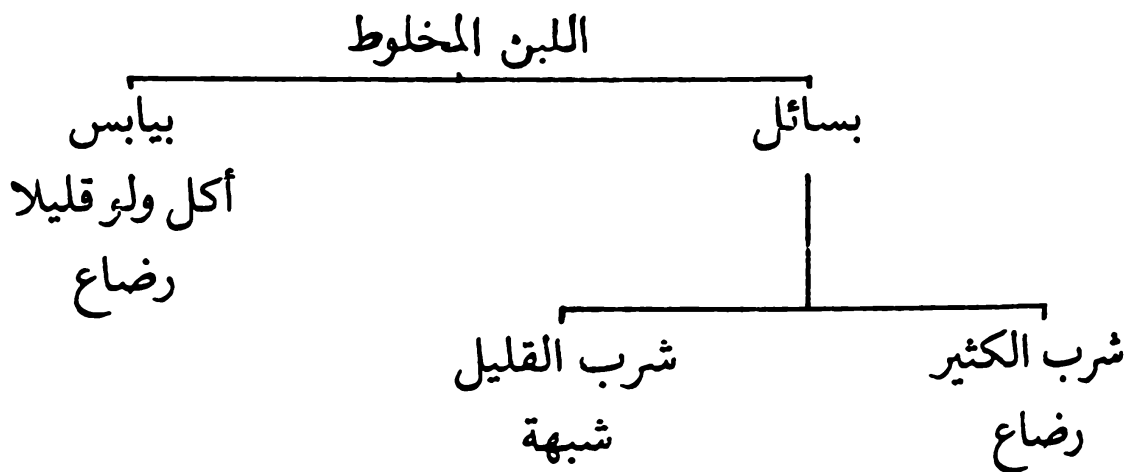 اللبن المخلوط
بسائل
بيابس
أكل ولو قليلا
رضاع
شرب الكثير
رضاع
شرب القليل
شبهة